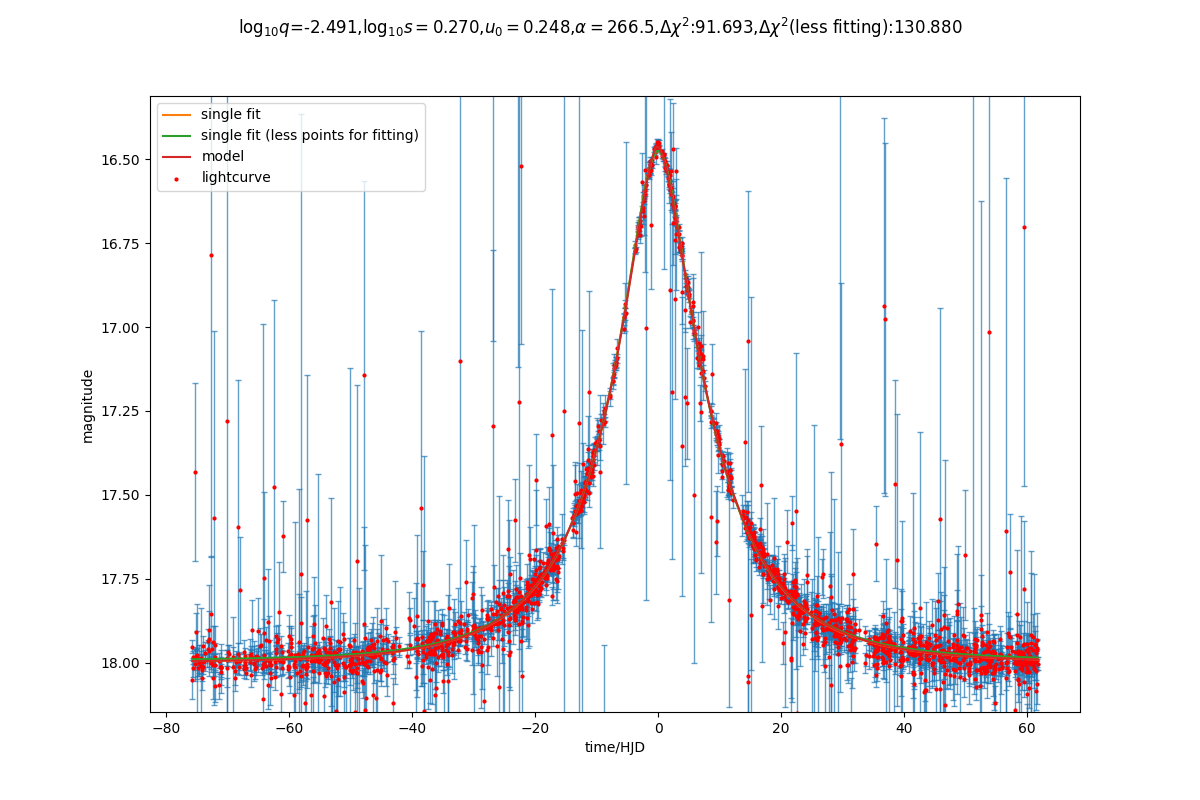 log₁₀q=-2.491,log₁₀s = 0.270,u₀ = 0.248,α = 266.5,Δχ²:91.693,Δχ²(less fitting):130.880
single fit
single fit (less points for fitting)
model
lightcurve
16.50
16.75
17.00
17.25
17.50
17.75
18.00
magnitude
−80
−60
−40
−20
0
20
40
60
time/HJD